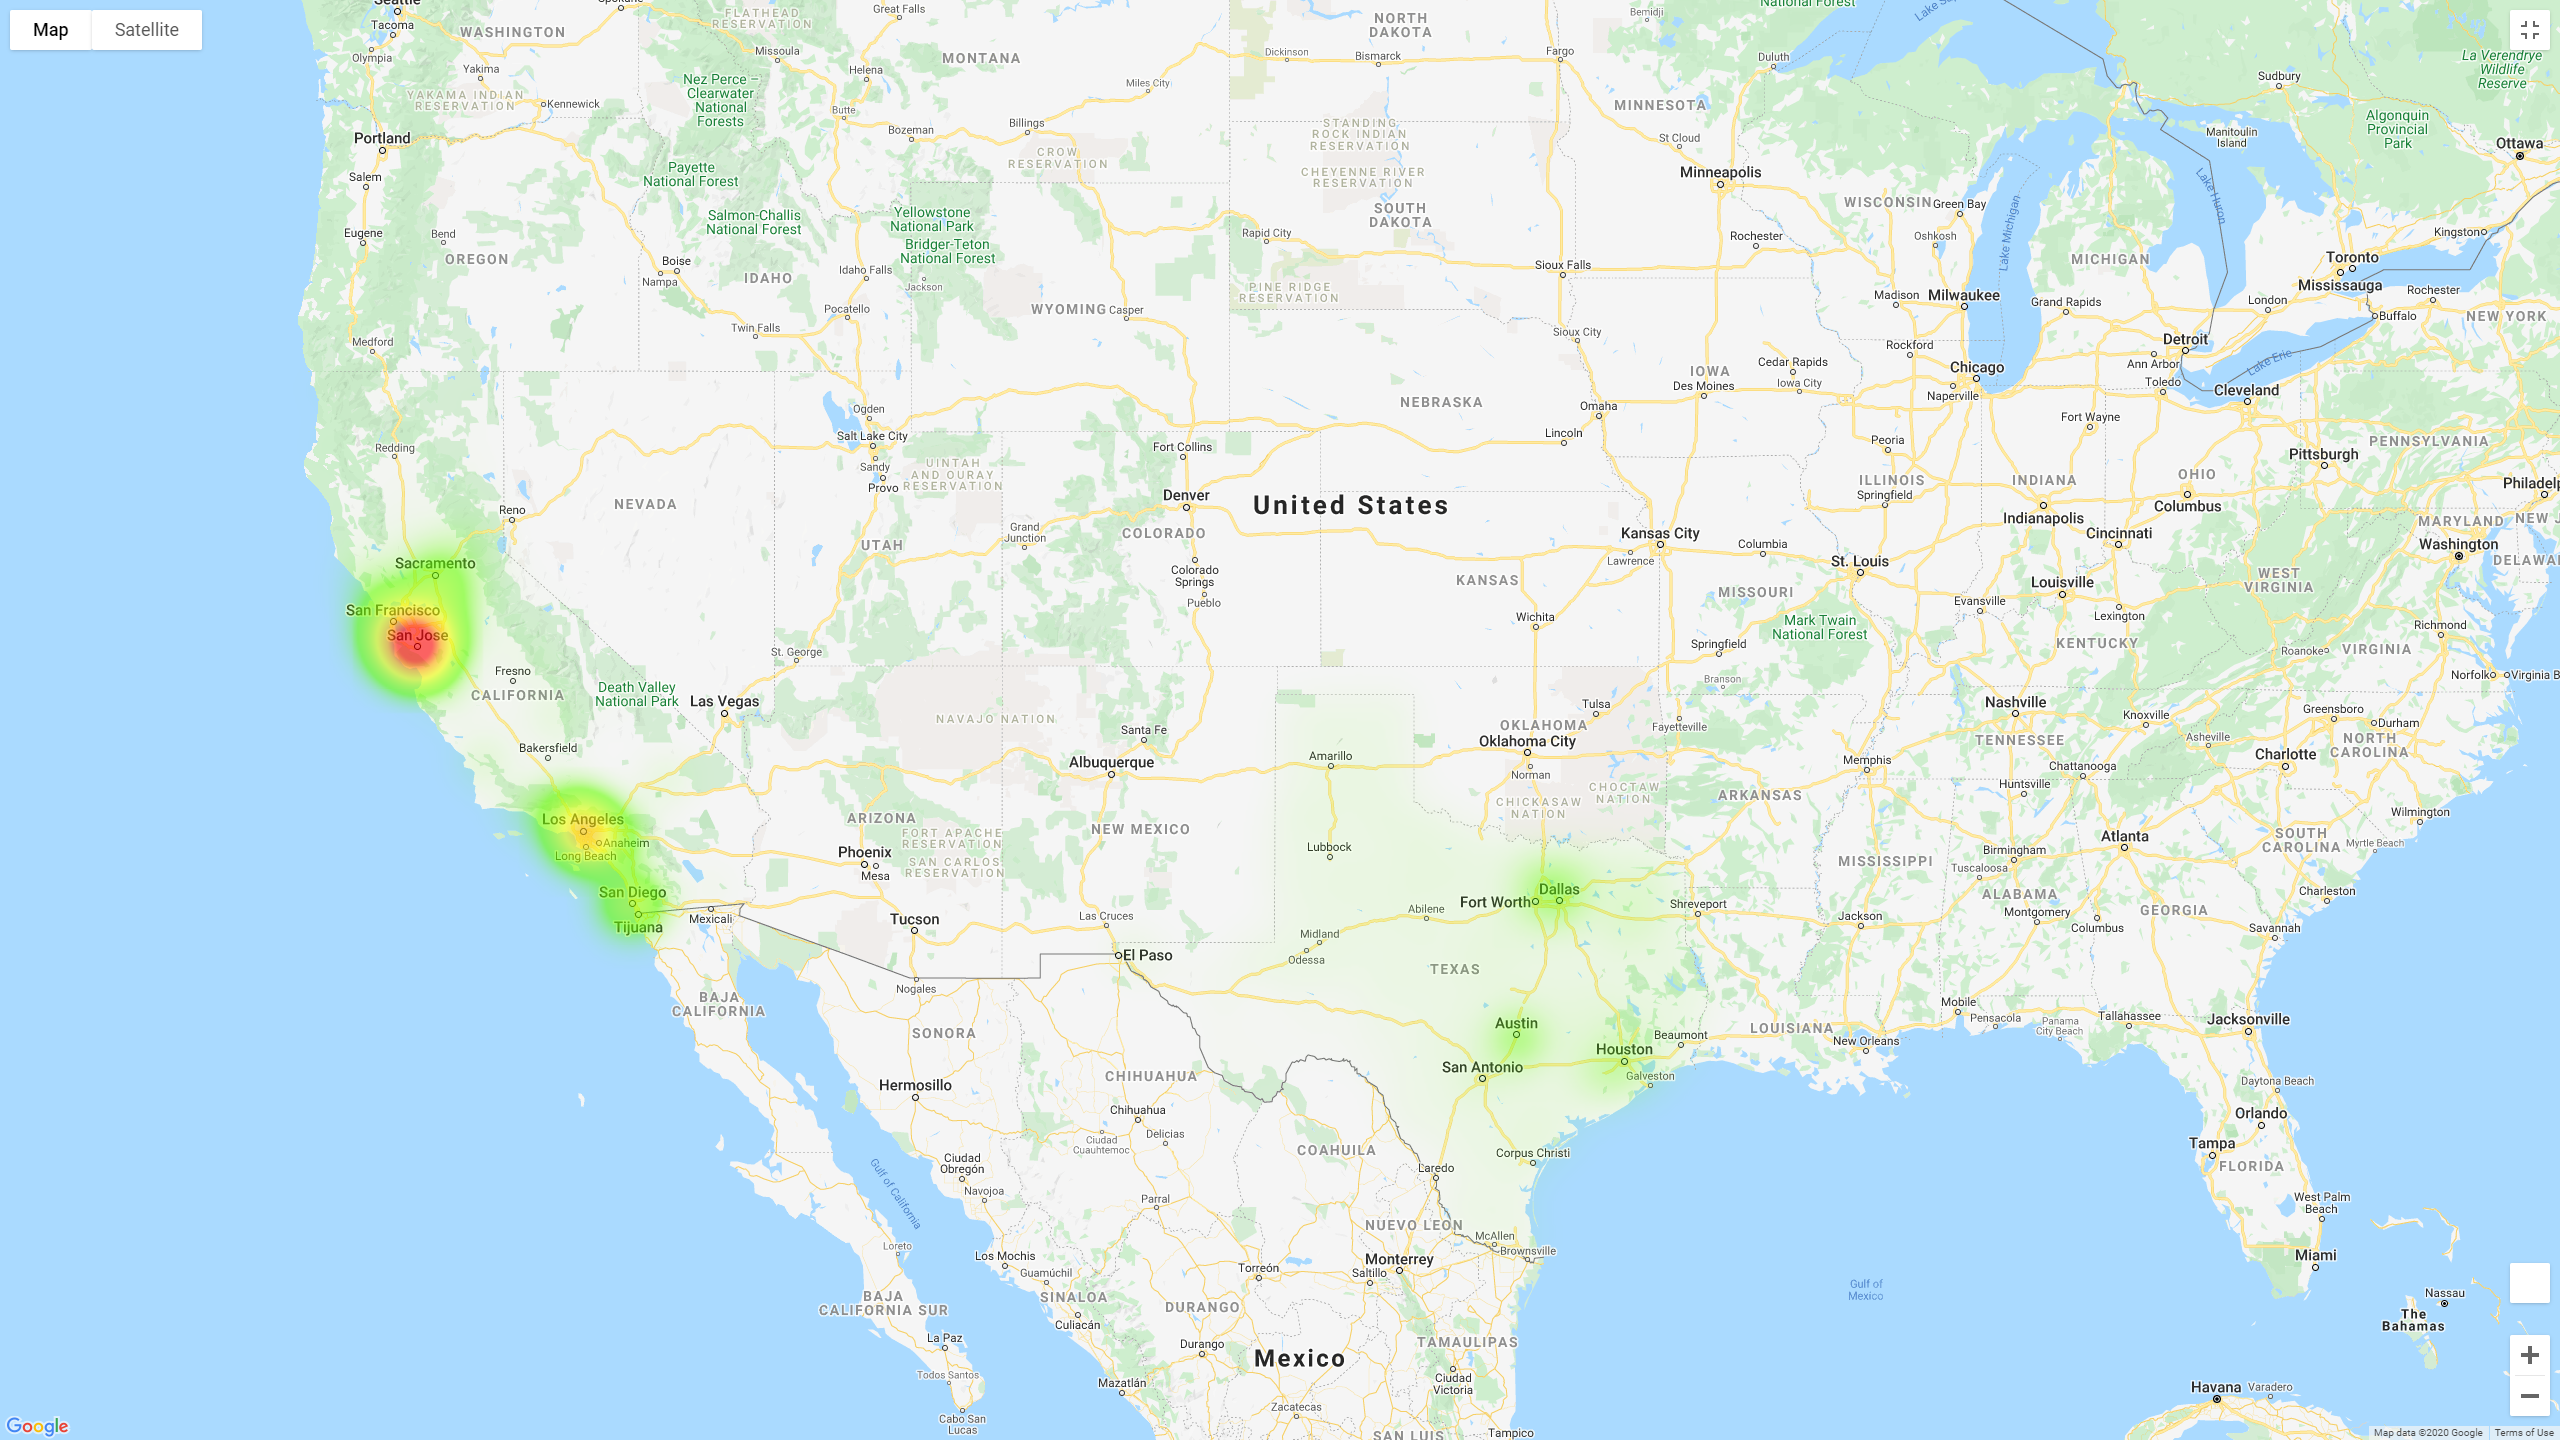 Map
Satellite
Seattle
Tacoma
Olympia
WASHINGTON
Yakima
YAKAMA INDIAN
RESERVATION
Kennewick
Spokane
FLATHEAD
RESERVATION
Missoula
Great Falls
MONTANA
Helena
Butte
Bozeman
Billings
Miles City
CROW
RESERVATION
Nez Perce –
Clearwater
National
Forests
Payette
National Forest
Salmon-Challis
National Forest
Yellowstone
National Park
Bridger-Teton
National Forest
NORTH
DAKOTA
Dickinson
Bismarck
Fargo
STANDING
ROCK INDIAN
RESERVATION
CHEYENNE RIVER
RESERVATION
SOUTH
DAKOTA
Rapid City
Sioux Falls
PINE RIDGE
RESERVATION
Bemidji
National Forest
Duluth
MINNESOTA
St Cloud
Minneapolis
Rochester
WISCONSIN
Green Bay
Oshkosh
Madison
Milwaukee
Lake Michigan
Lake Huron
MICHIGAN
Grand Rapids
Detroit
Ann Arbor
Toledo
Lake Erie
Cleveland
Sudbury
Manitoulin
Island
La Verendrye
Wildlife
Reserve
Algonquin
Provincial
Park
Ottawa
Kingston
Toronto
Mississauga
London
Rochester
Buffalo
NEW YORK
Portland
Salem
Eugene
Bend
OREGON
Medford
Boise
Nampa
IDAHO
Idaho Falls
Pocatello
Twin Falls
Jackson
WYOMING
Casper
Sioux City
IOWA
Des Moines
Cedar Rapids
Iowa City
Rockford
Chicago
Naperville
Fort Wayne
Peoria
ILLINOIS
Springfield
INDIANA
Indianapolis
OHIO
Columbus
Cincinnati
PENNSYLVANIA
Pittsburgh
Philadelp
MARYLAND
NEW J
Washington
DELAWAR
Redding
Reno
NEVADA
Ogden
Salt Lake City
Sandy
Provo
UINTAH
AND OURAY
RESERVATION
UTAH
Grand
Junction
Fort Collins
Denver
COLORADO
Colorado
Springs
Pueblo
NEBRASKA
Omaha
Lincoln
United States
KANSAS
Wichita
Kansas City
Lawrence
Columbia
MISSOURI
St. Louis
Springfield
Branson
Mark Twain
National Forest
Evansville
Louisville
Lexington
KENTUCKY
WEST
VIRGINIA
Richmond
VIRGINIA
Roanoke
Norfolk
Virginia B
Sacramento
San Francisco
San Jose
Fresno
CALIFORNIA
Death Valley
National Park
Las Vegas
St. George
Bakersfield
Los Angeles
Anaheim
Long Beach
San Diego
Tijuana
Mexicali
NAVAJO NATION
ARIZONA
FORT APACHE
RESERVATION
SAN CARLOS
RESERVATION
Phoenix
Mesa
Tucson
Santa Fe
Albuquerque
NEW MEXICO
Las Cruces
El Paso
Amarillo
Lubbock
Midland
Odessa
Abilene
TEXAS
Tulsa
OKLAHOMA
Oklahoma City
Norman
CHICKASAW
NATION
CHOCTAW
NATION
Fayetteville
ARKANSAS
Dallas
Fort Worth
Shreveport
Austin
San Antonio
Houston
Galveston
Beaumont
Corpus Christi
Laredo
McAllen
Brownsville
Nashville
TENNESSEE
Knoxville
Memphis
Chattanooga
Huntsville
Greensboro
Durham
NORTH
CAROLINA
Asheville
Charlotte
Wilmington
SOUTH
CAROLINA
Myrtle Beach
Charleston
Atlanta
Birmingham
Tuscaloosa
ALABAMA
Montgomery
Columbus
GEORGIA
Savannah
MISSISSIPPI
Jackson
LOUISIANA
New Orleans
Mobile
Pensacola
Panama
City Beach
Tallahassee
Jacksonville
Daytona Beach
Orlando
Tampa
FLORIDA
West Palm
Beach
Miami
Nassau
The
Bahamas
Havana
Varadero
Gulf of
Mexico
BAJA
CALIFORNIA
Nogales
SONORA
Hermosillo
Gulf of California
Ciudad
Obregón
Navojoa
CHIHUAHUA
Chihuahua
Delicias
Ciudad
Cuauhtemoc
Parral
COAHUILA
NUEVO LEON
Monterrey
Saltillo
Torreón
Loreto
Los Mochis
Guamúchil
SINALOA
Culiacán
DURANGO
Durango
BAJA
CALIFORNIA SUR
La Paz
Todos Santos
Cabo San
Lucas
Mazatlán
Mexico
Zacatecas
TAMAULIPAS
Ciudad
Victoria
SAN LUIS
Tampico
Google
Map data ©2020 Google
Terms of Use